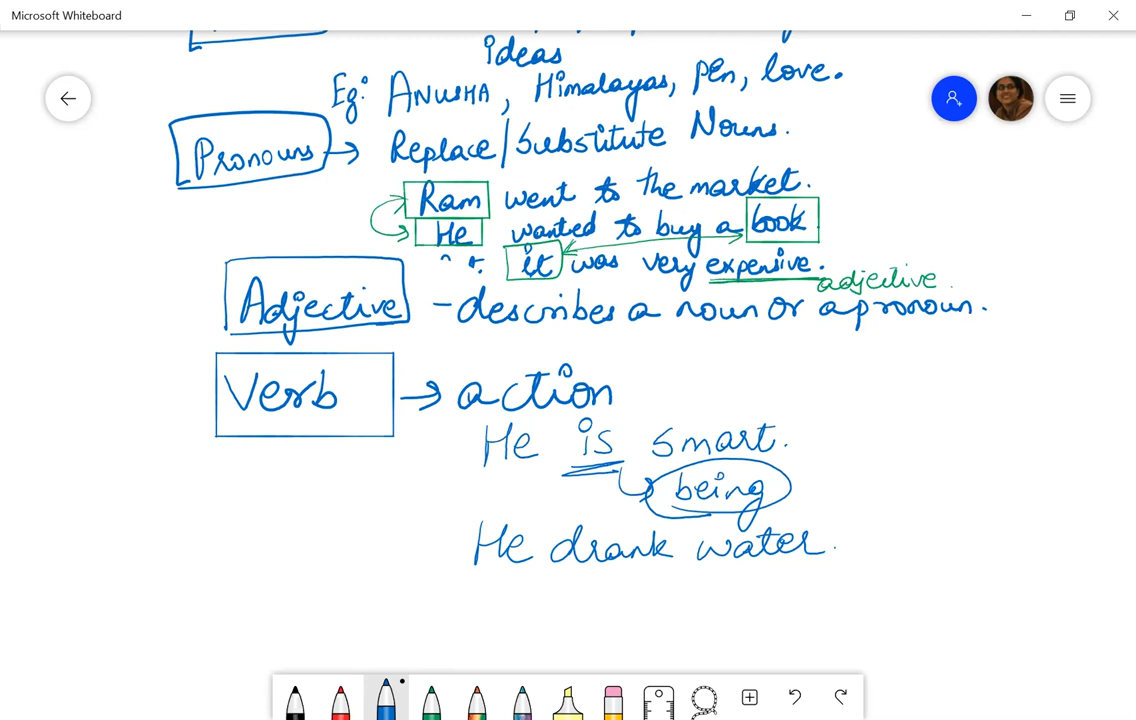 Microsoft Whiteboard
ideas
Eg: ANUSHA, Himalayas, pen, love.
Pronouns → Replace/Substitute Nouns.
Ram went to the market.
He wanted to buy a book
it was very expensive.
adjective
Adjective - describes a noun or a pronoun.
Verb → action
He is smart.
being
He drank water.